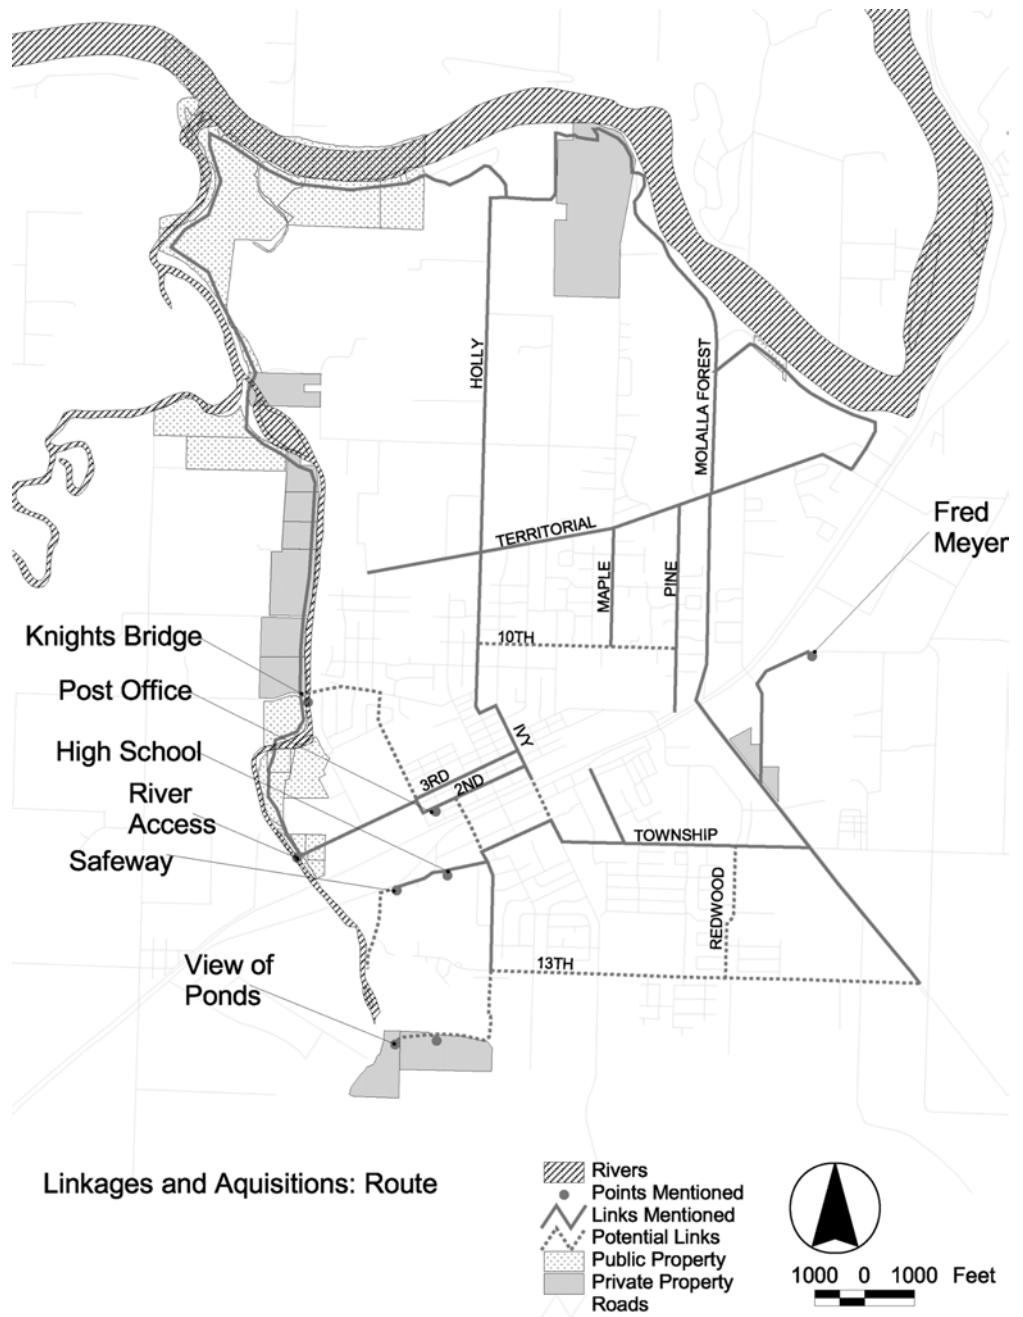 HOLLY
MOLALLA FOREST
TERRITORIAL
MAPLE
PINE
Fred
Meyer
10TH
Knights Bridge
Post Office
High School
River
Access
Safeway
IVY
3RD
2ND
TOWNSHIP
REDWOOD
13TH
View of
Ponds
Linkages and Aquisitions: Route
Rivers
Points Mentioned
Links Mentioned
Potential Links
Public Property
Private Property
Roads
1000 0 1000 Feet